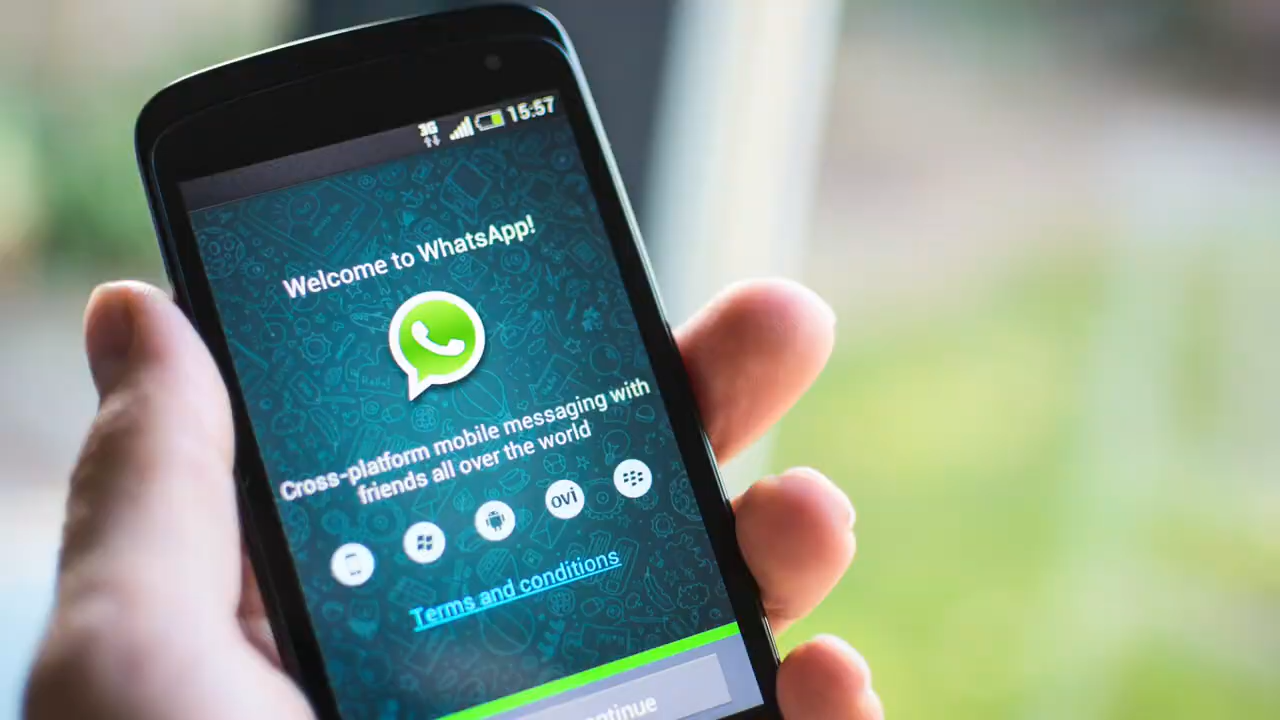 3G 15:57
Welcome to WhatsApp!
Cross-platform mobile messaging with
friends all over the world
ovi
Terms and conditions